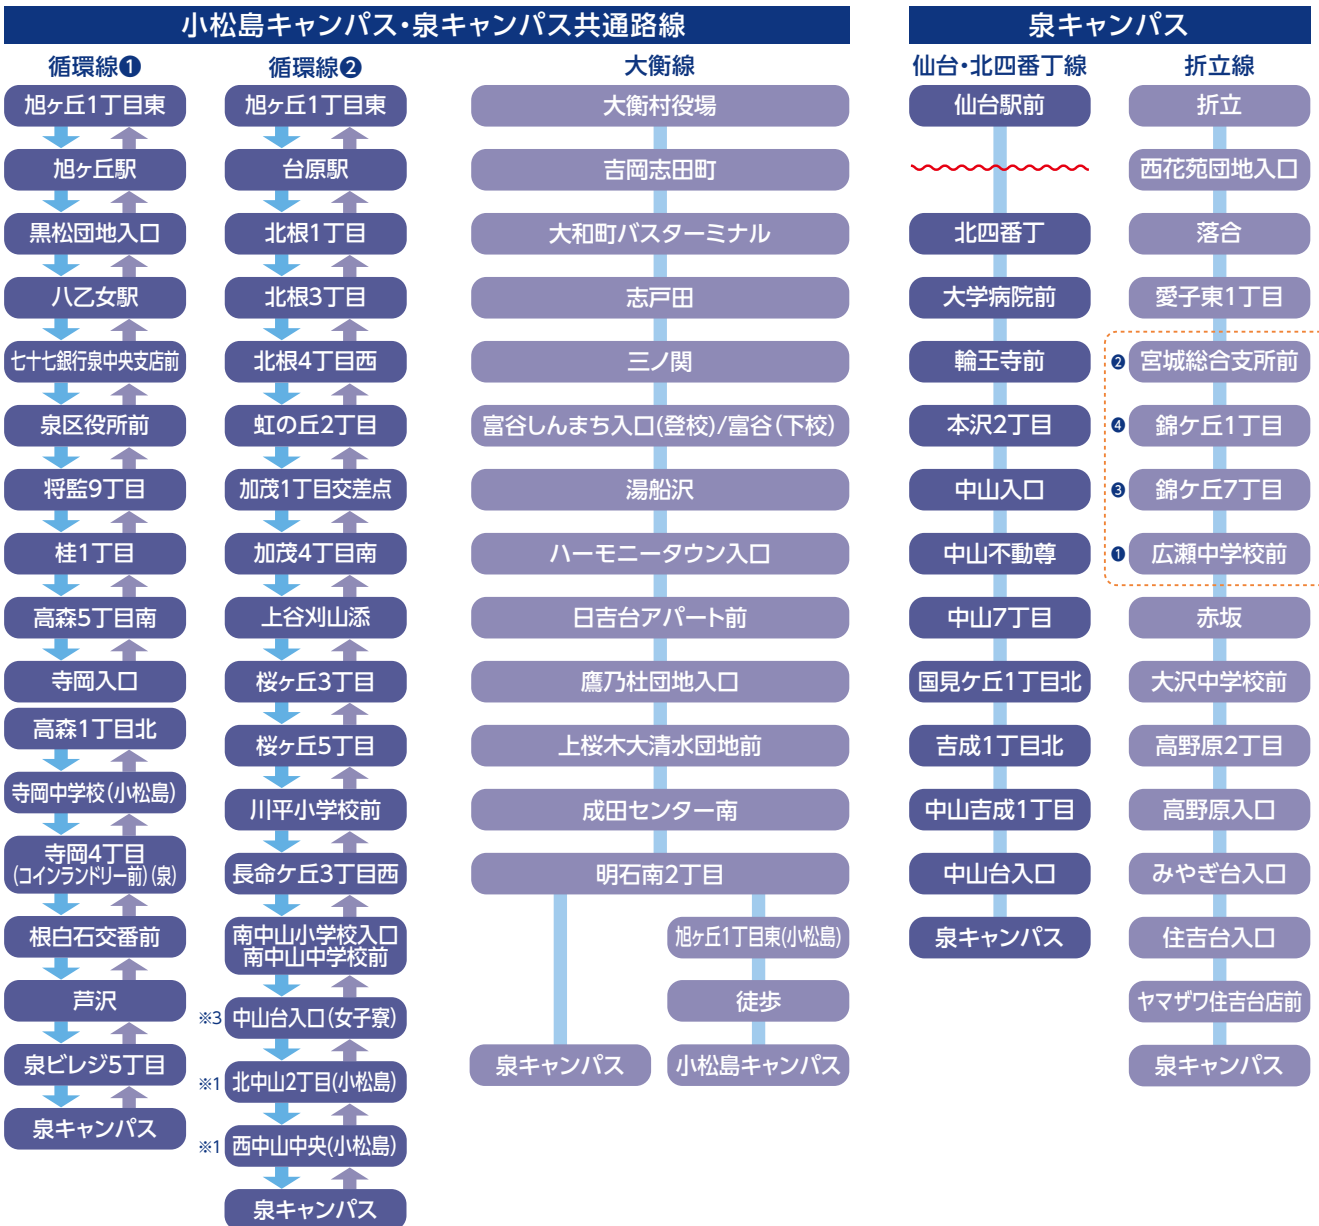 小松島キャンパス・泉キャンパス共通路線
循環線❶
旭ヶ丘1丁目東
旭ヶ丘駅
黒松団地入口
八乙女駅
七十七銀行泉中央支店前
泉区役所前
将監9丁目
桂1丁目
高森5丁目南
寺岡入口
高森1丁目北
寺岡中学校(小松島)
寺岡4丁目
(コインランドリー前)(泉)
根白石交番前
芦沢
泉ビレジ5丁目
泉キャンパス
循環線❷
旭ヶ丘1丁目東
台原駅
北根1丁目
北根3丁目
北根4丁目西
虹の丘2丁目
加茂1丁目交差点
加茂4丁目南
上谷刈山添
桜ヶ丘3丁目
桜ヶ丘5丁目
川平小学校前
長命ケ丘3丁目西
南中山小学校入口
南中山中学校前
※3 中山台入口(女子寮)
※1 北中山2丁目(小松島)
※1 西中山中央(小松島)
泉キャンパス
大衡線
大衡村役場
吉岡志田町
大和町バスターミナル
志戸田
三ノ関
富谷しんまち入口(登校)/富谷(下校)
湯船沢
ハーモニータウン入口
日吉台アパート前
鷹乃杜団地入口
上桜木大清水団地前
成田センター南
明石南2丁目
泉キャンパス
旭ヶ丘1丁目東(小松島)
徒歩
小松島キャンパス
泉キャンパス
仙台・北四番丁線
仙台駅前
北四番丁
大学病院前
輪王寺前
本沢2丁目
中山入口
中山不動尊
中山7丁目
国見ケ丘1丁目北
吉成1丁目北
中山吉成1丁目
中山台入口
泉キャンパス
折立線
折立
西花苑団地入口
落合
愛子東1丁目
❷ 宮城総合支所前
❹ 錦ケ丘1丁目
❸ 錦ケ丘7丁目
❶ 広瀬中学校前
赤坂
大沢中学校前
高野原2丁目
高野原入口
みやぎ台入口
住吉台入口
ヤマザワ住吉台店前
泉キャンパス